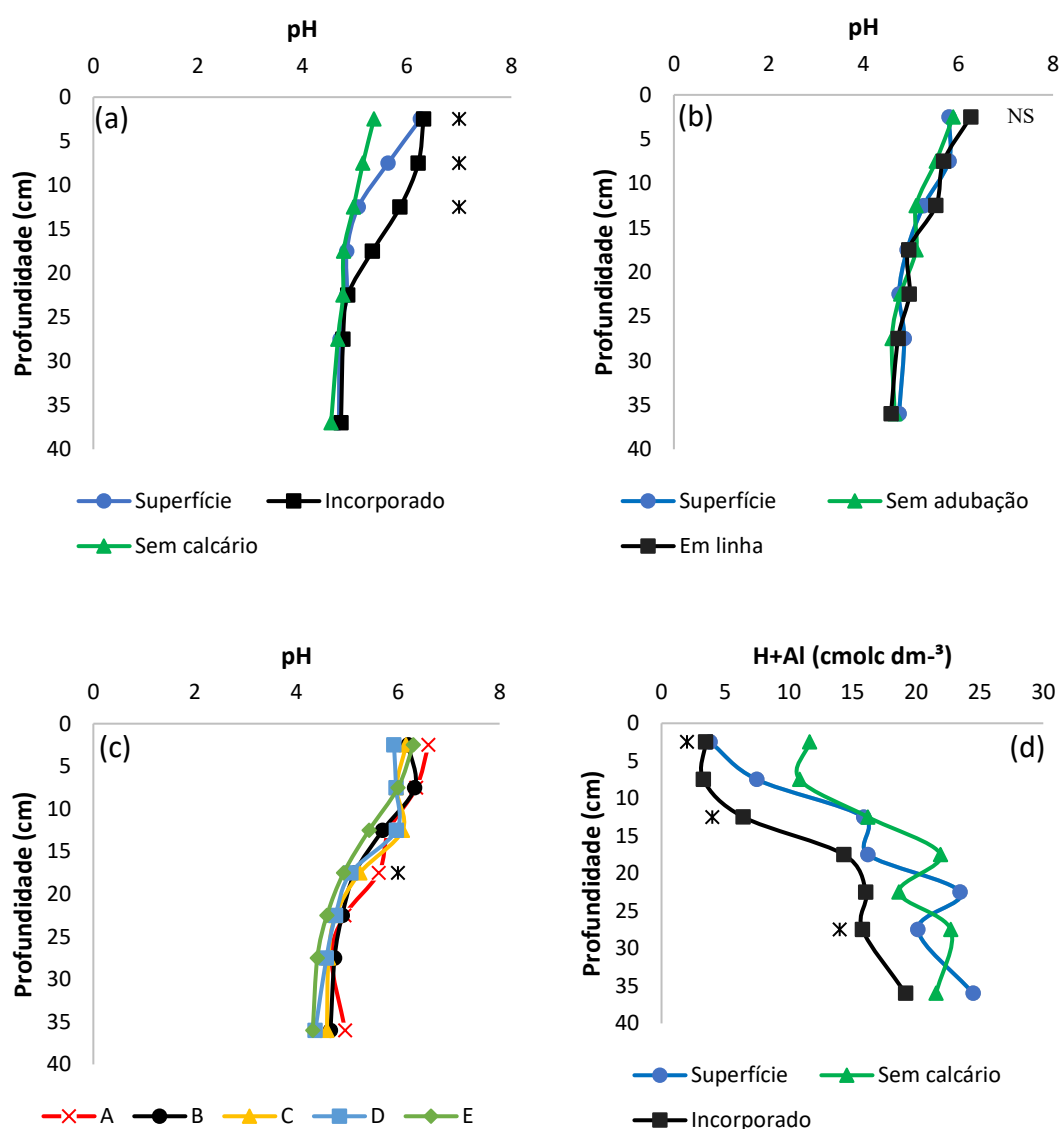 pH
0 2 4 6 8
Profundidade (cm)
0
5
10
15
20
25
30
35
40
(a)
Superfície Incorporado
Sem calcário
pH
0 2 4 6 8
Profundidade (cm)
0
5
10
15
20
25
30
35
40
(b)
NS
Superfície Sem adubação
Em linha
pH
0 2 4 6 8
Profundidade (cm)
0
5
10
15
20
25
30
35
40
(c)
A B C D E
H+Al (cmolc dm-³)
0 5 10 15 20 25 30
Profundidade (cm)
0
5
10
15
20
25
30
35
40
(d)
Superfície Sem calcário
Incorporado